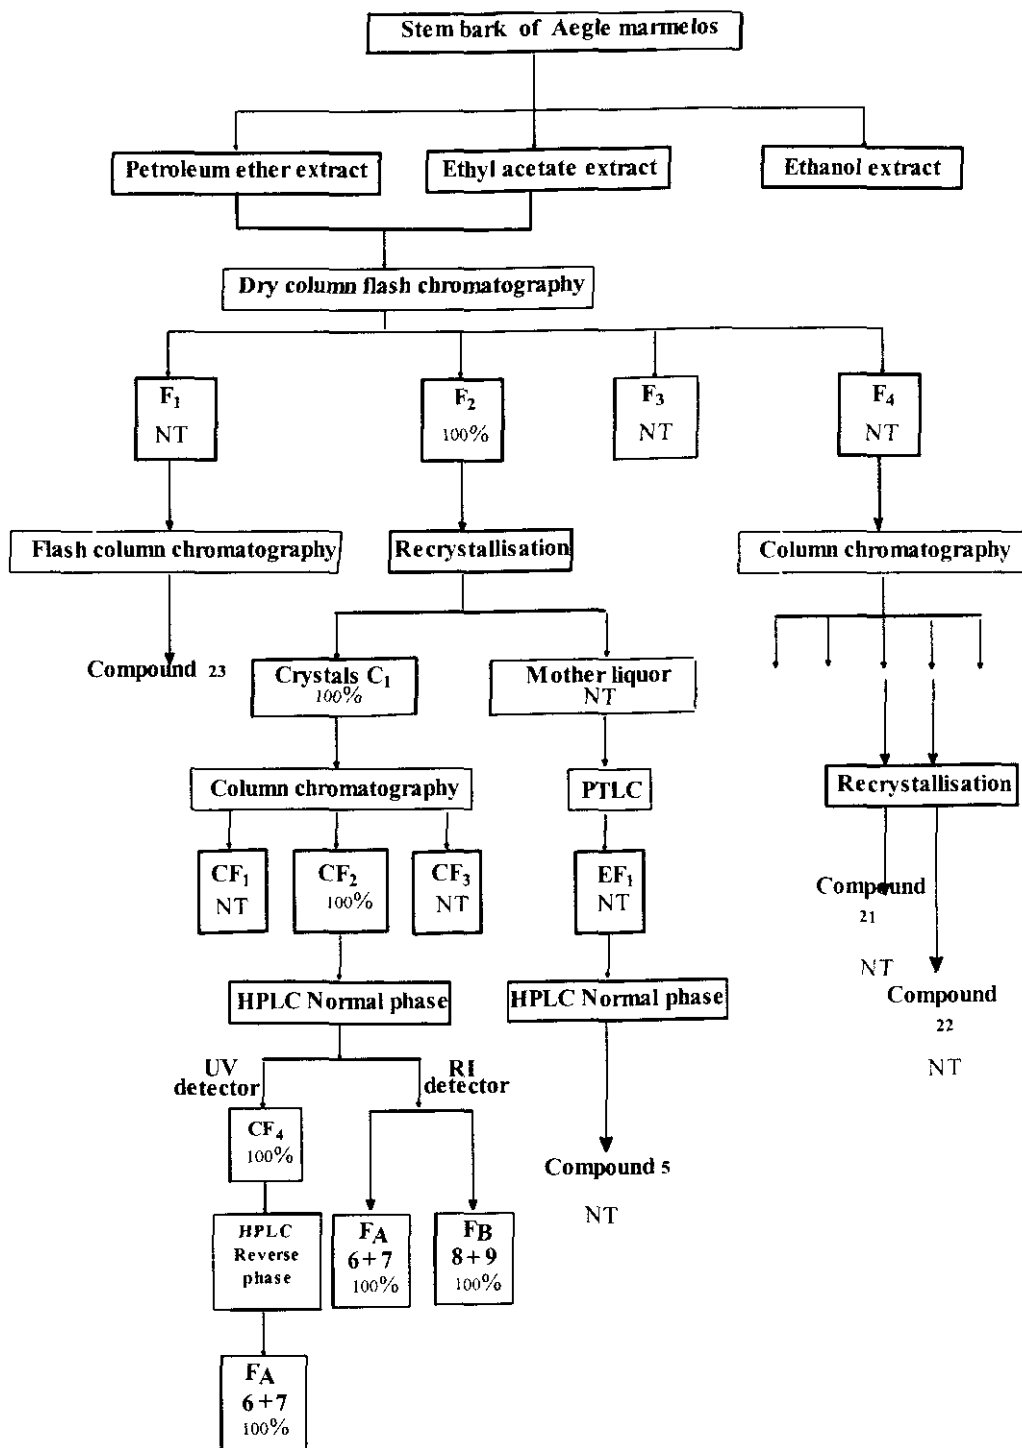 Stem bark of Aegle marmelos
Petroleum ether extract
Ethyl acetate extract
Ethanol extract
Dry column flash chromatography
F1
NT
F2
100%
F3
NT
F4
NT
Flash column chromatography
Recrystallisation
Column chromatography
Compound 23
Crystals C1
100%
Mother liquor
NT
Column chromatography
PTLC
Recrystallisation
CF1
NT
CF2
100%
CF3
NT
EF1
NT
Compound
21
NT
HPLC Normal phase
HPLC Normal phase
Compound
22
NT
UV
detector
RI
detector
CF4
100%
Compound 5
NT
HPLC
Reverse
phase
FA
6+7
100%
FB
8+9
100%
FA
6+7
100%